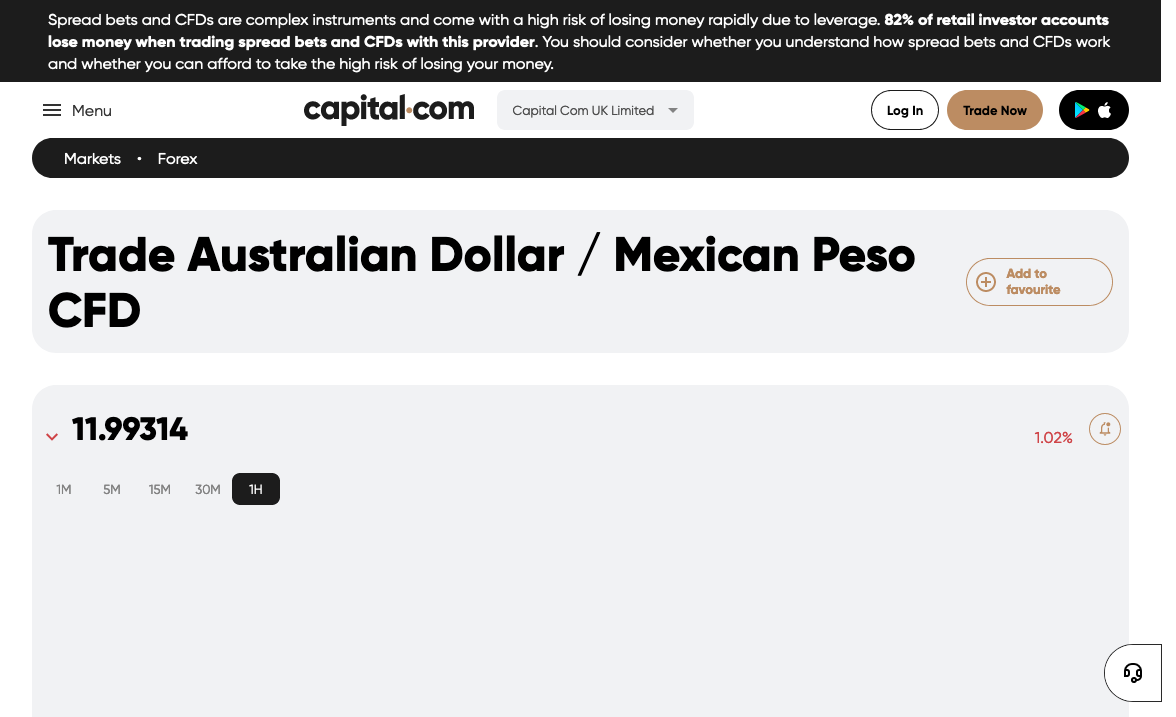 Spread bets and CFDs are complex instruments and come with a high risk of losing money rapidly due to leverage. 82% of retail investor accounts
lose money when trading spread bets and CFDs with this provider. You should consider whether you understand how spread bets and CFDs work
and whether you can afford to take the high risk of losing your money.
Menu
capital.com
Capital Com UK Limited
Log In
Trade Now
Markets • Forex
Trade Australian Dollar / Mexican Peso
CFD
Add to
favourite
11.99314
1.02%
1M 5M 15M 30M 1H